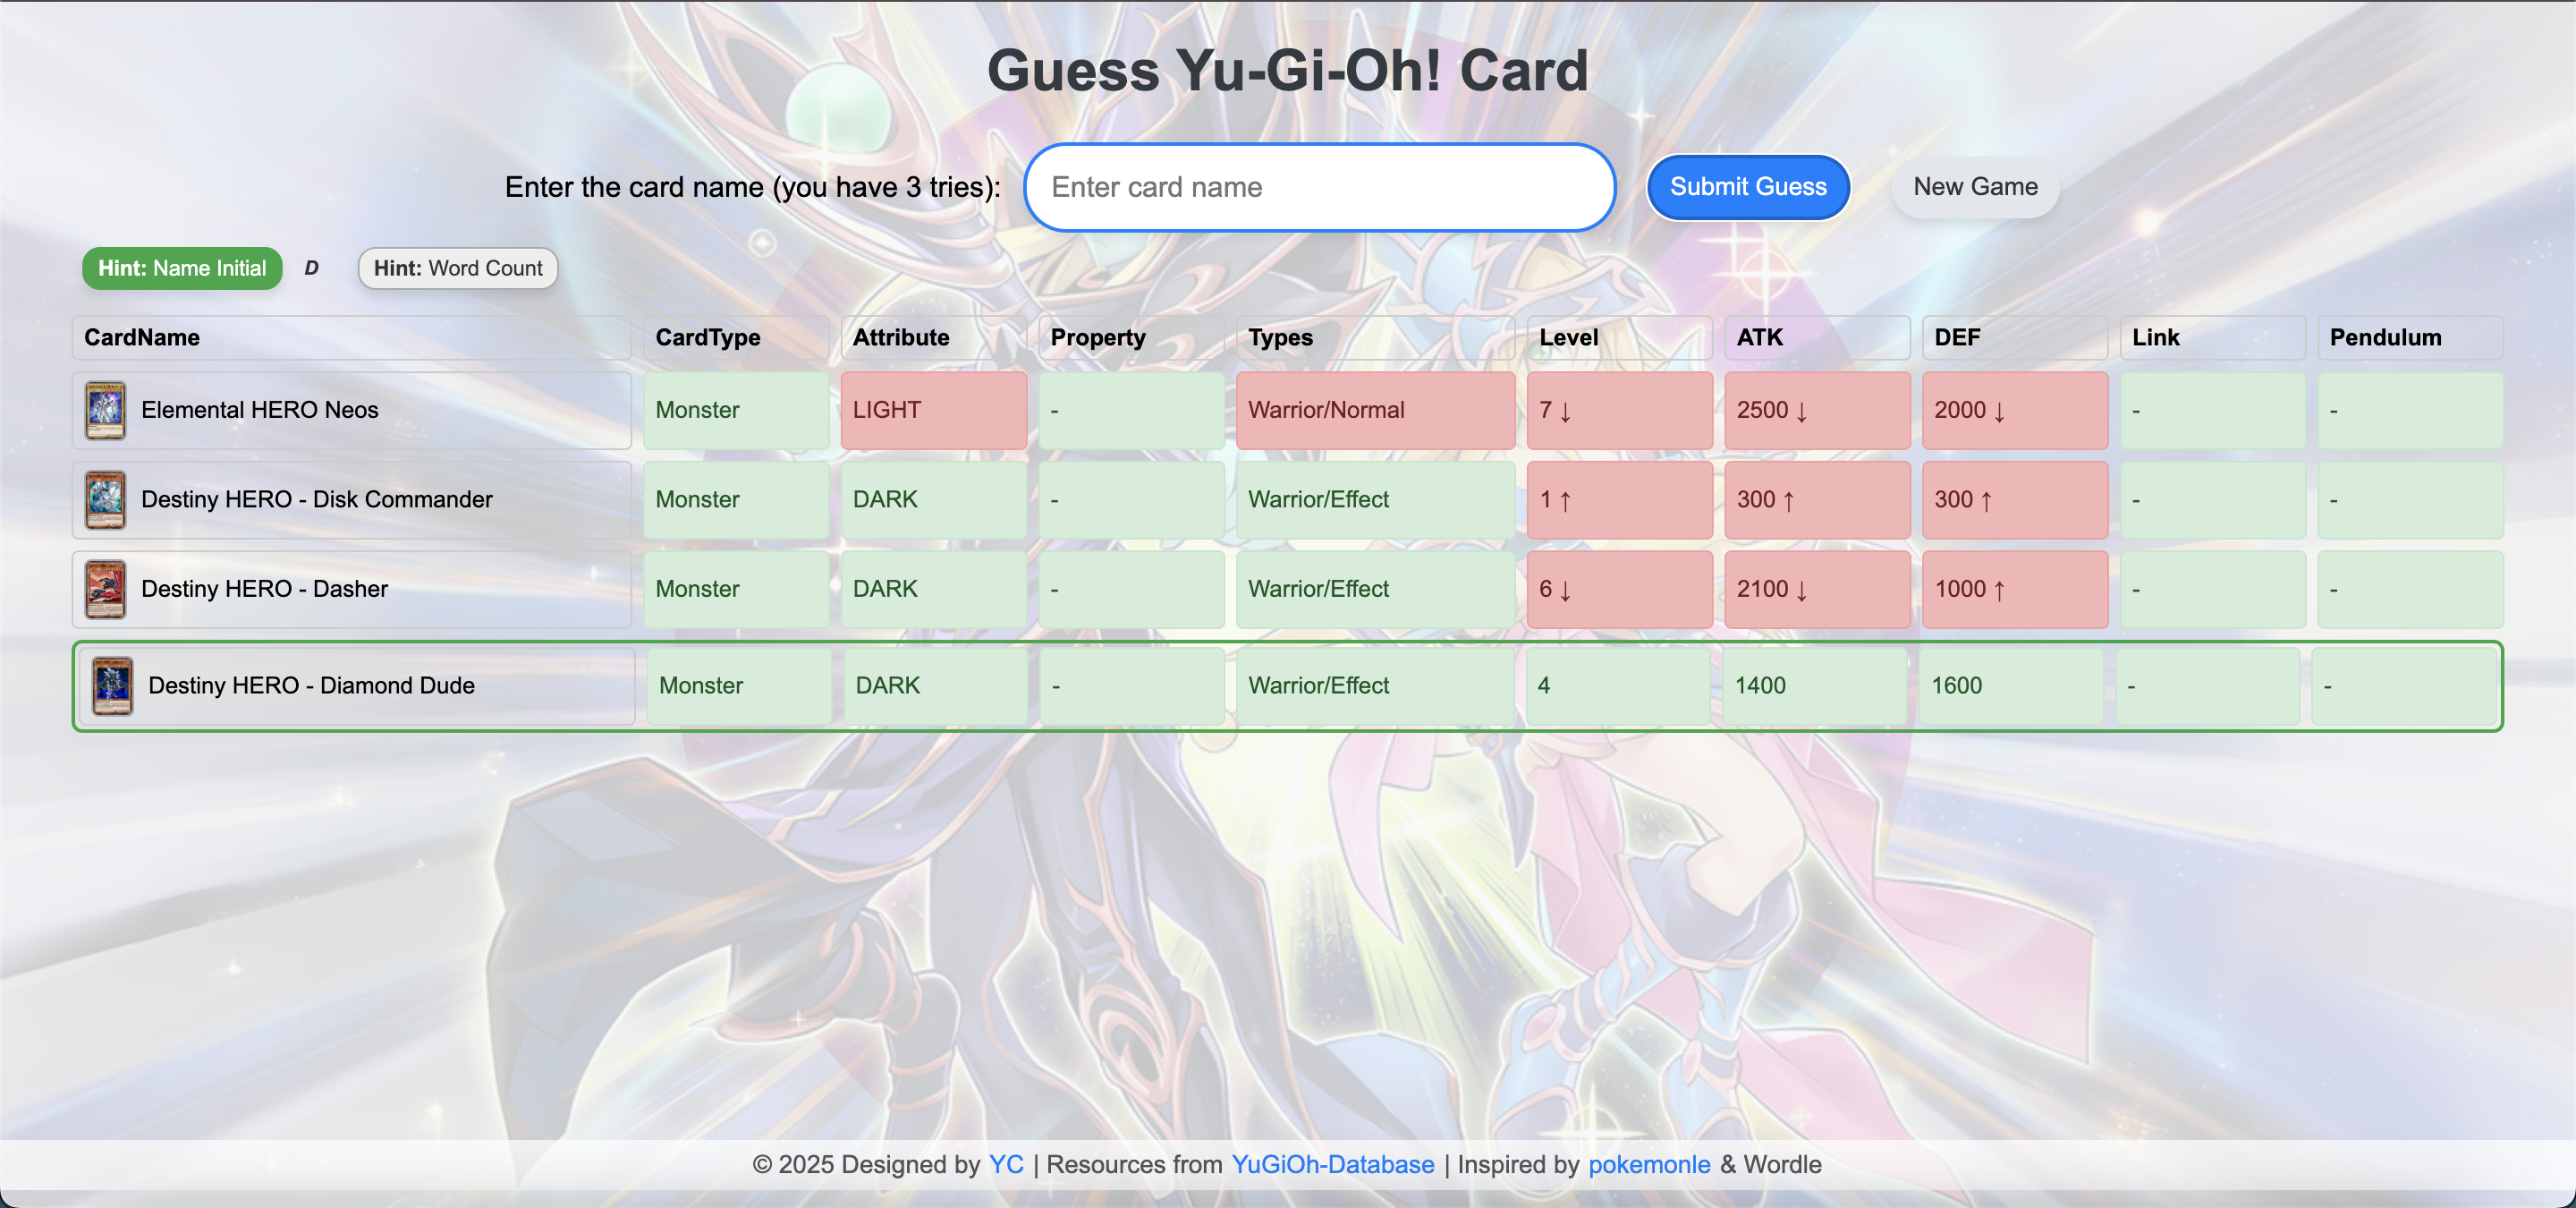 Guess Yu-Gi-Oh! Card
Enter the card name (you have 3 tries): Enter card name Submit Guess New Game
Hint: Name Initial D Hint: Word Count
CardName CardType Attribute Property Types Level ATK DEF Link Pendulum
Elemental HERO Neos Monster LIGHT - Warrior/Normal 7 ↓ 2500 ↓ 2000 ↓ - -
Destiny HERO - Disk Commander Monster DARK - Warrior/Effect 1 ↑ 300 ↑ 300 ↑ - -
Destiny HERO - Dasher Monster DARK - Warrior/Effect 6 ↓ 2100 ↓ 1000 ↑ - -
Destiny HERO - Diamond Dude Monster DARK - Warrior/Effect 4 1400 1600 - -
© 2025 Designed by YC | Resources from YuGiOh-Database | Inspired by pokemonle & Wordle